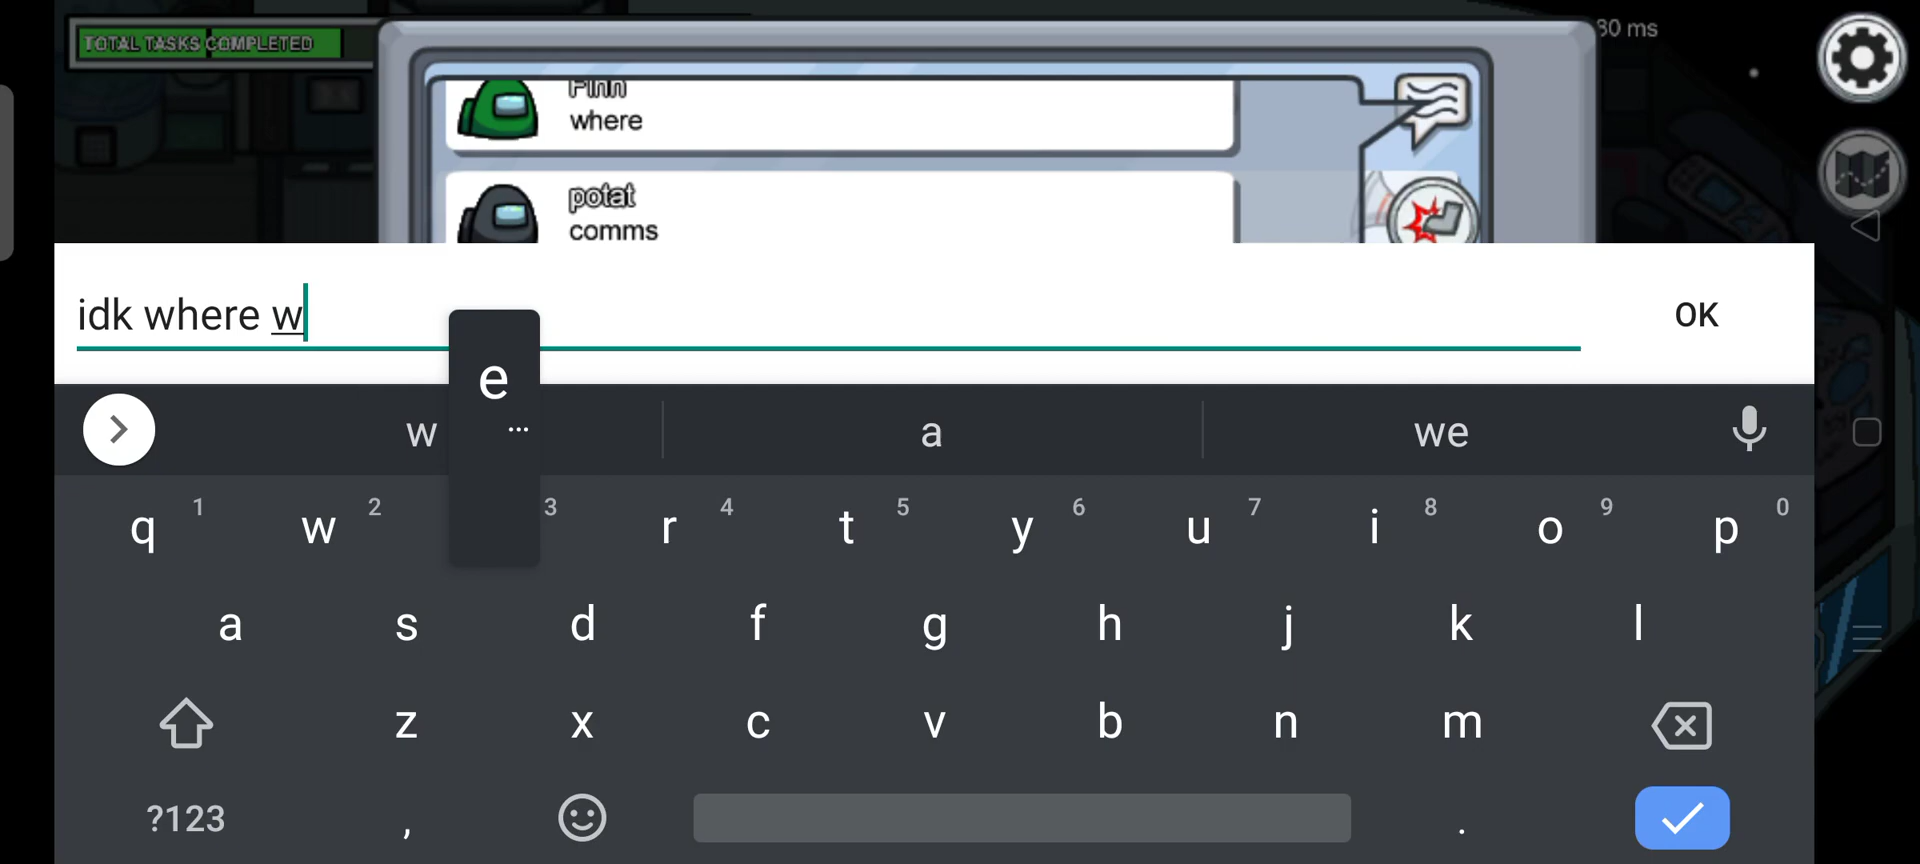 TOTAL TASKS COMPLETED
30 ms
Finn
where
potat
comms
idk where w
OK
e
...
w
a
we
q 1 w 2 3 r 4 t 5 y 6 u 7 i 8 o 9 p 0
a s d f g h j k l
z x c v b n m
?123 , .